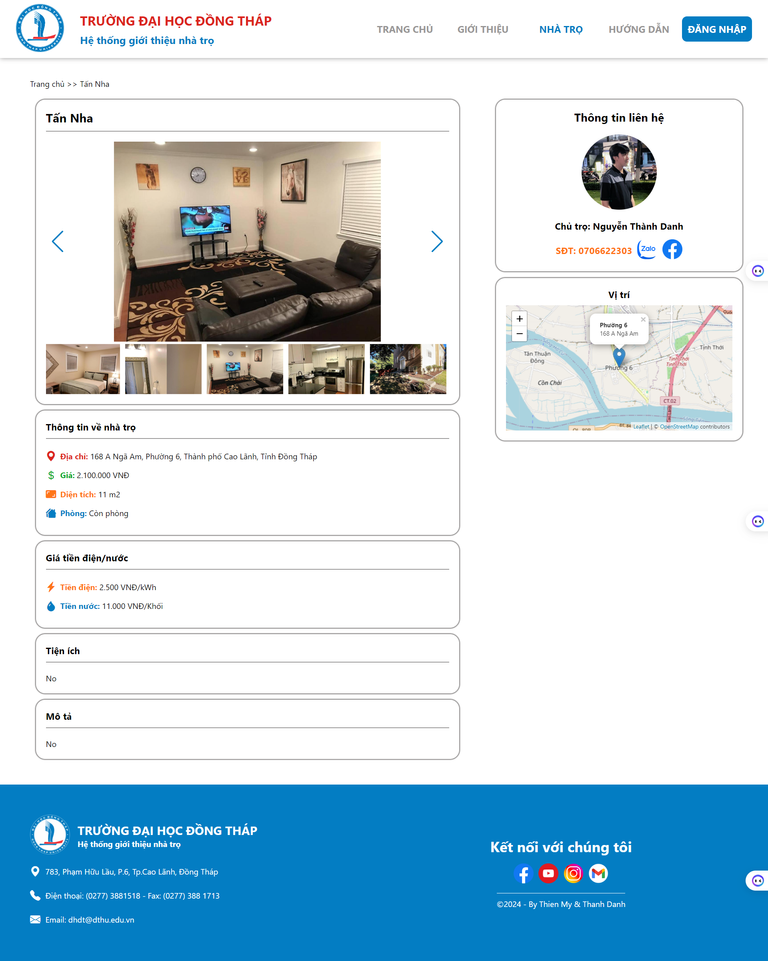 TRƯỜNG ĐẠI HỌC ĐỒNG THÁP
Hệ thống giới thiệu nhà trọ
TRANG CHỦ
GIỚI THIỆU
NHÀ TRỌ
HƯỚNG DẪN
ĐĂNG NHẬP
Trang chủ >> Tấn Nha
Tấn Nha
Thông tin về nhà trọ
Địa chỉ: 168 A Ngã Am, Phường 6, Thành phố Cao Lãnh, Tỉnh Đồng Tháp
Giá: 2.100.000 VNĐ
Diện tích: 11 m2
Phòng: Còn phòng
Giá tiền điện/nước
Tiền điện: 2.500 VNĐ/kWh
Tiền nước: 11.000 VNĐ/Khối
Tiện ích
No
Mô tả
No
Thông tin liên hệ
Chủ trọ: Nguyễn Thành Danh
SĐT: 0706622303
Zalo
Vị trí
+
−
Phường 6
168 A Ngã Am
×
Tân Thuận
Đông
Cồn Chài
Phường 6
Tịnh Thới
Tịnh Thới
Tịnh Thới
CT.02
Leaflet | © OpenStreetMap contributors
TRƯỜNG ĐẠI HỌC ĐỒNG THÁP
Hệ thống giới thiệu nhà trọ
783, Phạm Hữu Lầu, P.6, Tp.Cao Lãnh, Đồng Tháp
Điện thoại: (0277) 3881518 - Fax: (0277) 388 1713
Email: dhdt@dthu.edu.vn
Kết nối với chúng tôi
©2024 - By Thien My & Thanh Danh